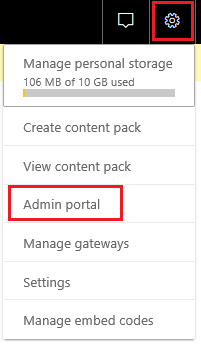 Manage personal storage
106 MB of 10 GB used
Create content pack
View content pack
Admin portal
Manage gateways
Settings
Manage embed codes